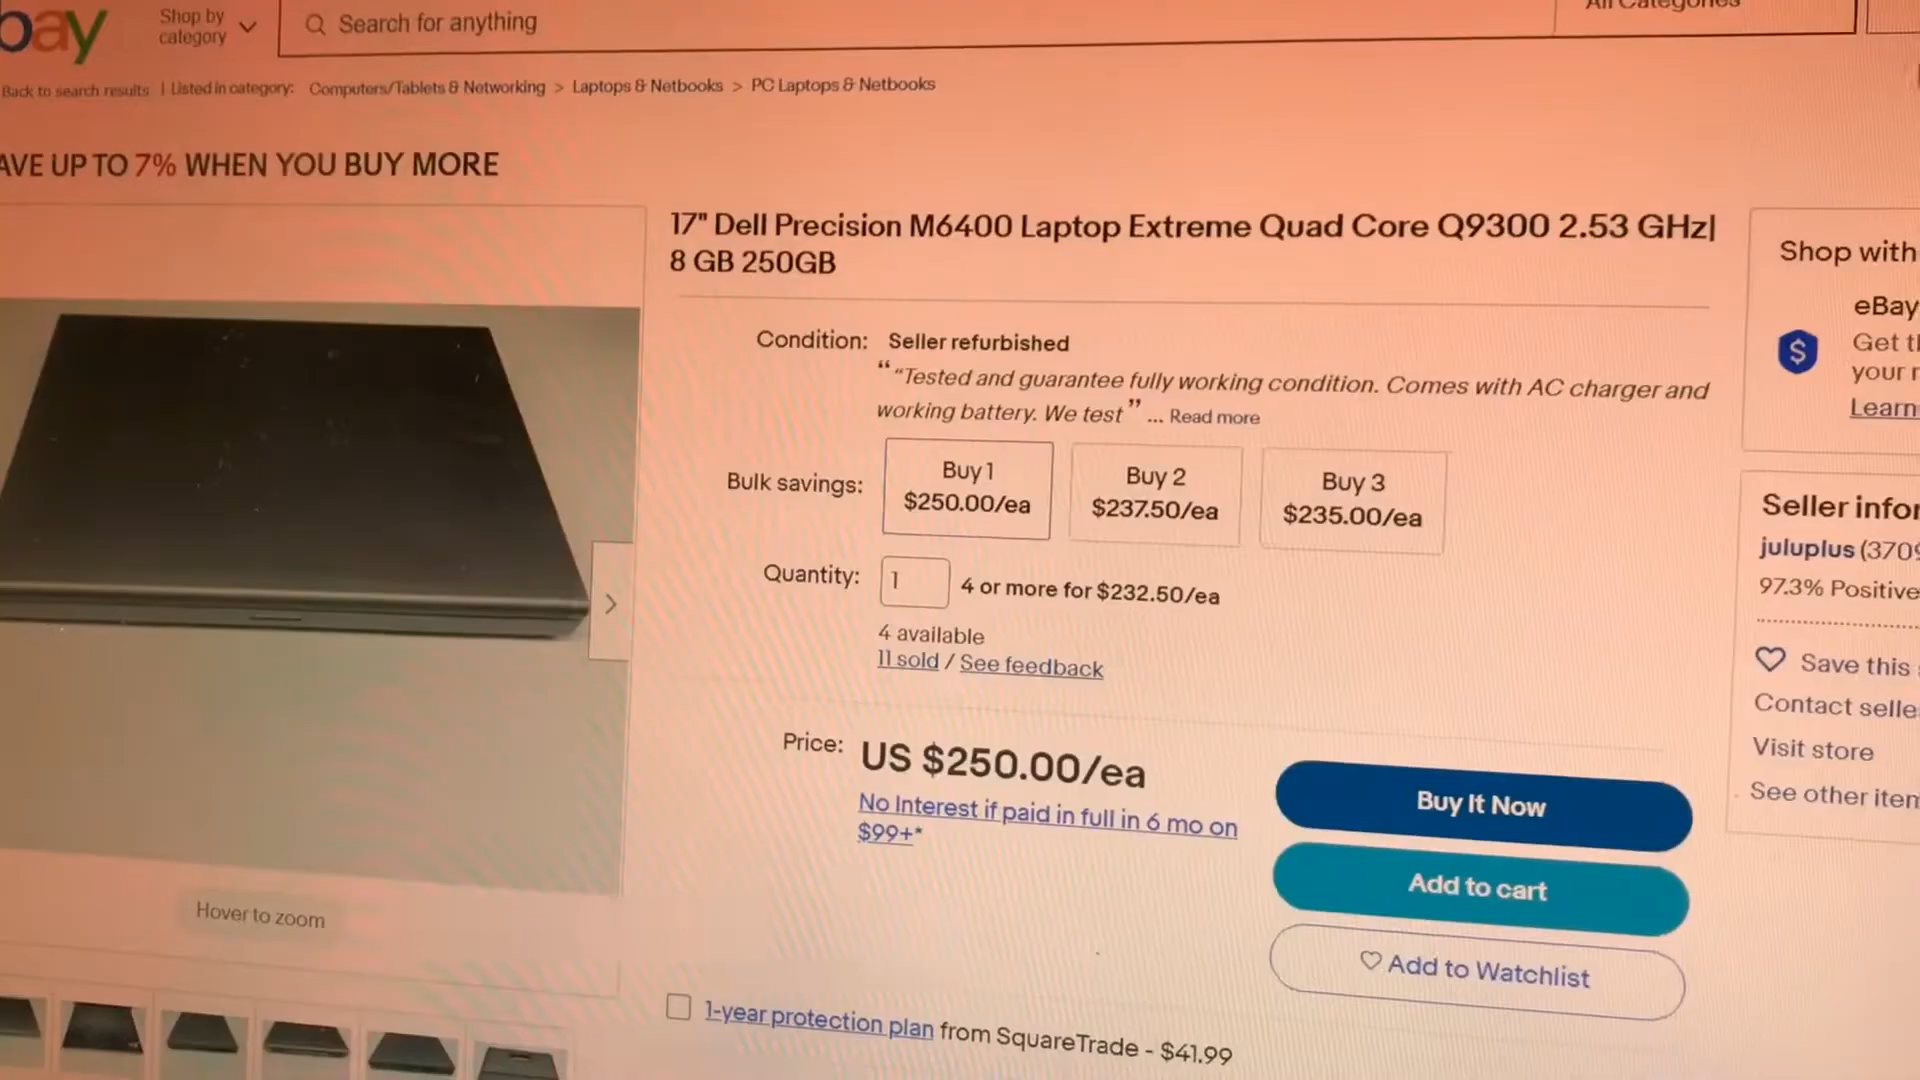 bay
Shop by
category
Search for anything
All Categories
Back to search results | Listed in category: Computers/Tablets & Networking > Laptops & Netbooks > PC Laptops & Netbooks
AVE UP TO 7% WHEN YOU BUY MORE
17" Dell Precision M6400 Laptop Extreme Quad Core Q9300 2.53 GHz|
8 GB 250GB
Condition: Seller refurbished
““Tested and guarantee fully working condition. Comes with AC charger and
working battery. We test” ... Read more
Bulk savings:
Buy 1
$250.00/ea
Buy 2
$237.50/ea
Buy 3
$235.00/ea
Quantity: 1 4 or more for $232.50/ea
4 available
11 sold / See feedback
Price: US $250.00/ea
No Interest if paid in full in 6 mo on
$99+*
Buy It Now
Add to cart
Add to Watchlist
1-year protection plan from SquareTrade - $41.99
Hover to zoom
Shop with
eBay
$
Get
your
Learn
Seller
juluplus (3709
97.3% Positive
Save this
Contact
Visit store
See other